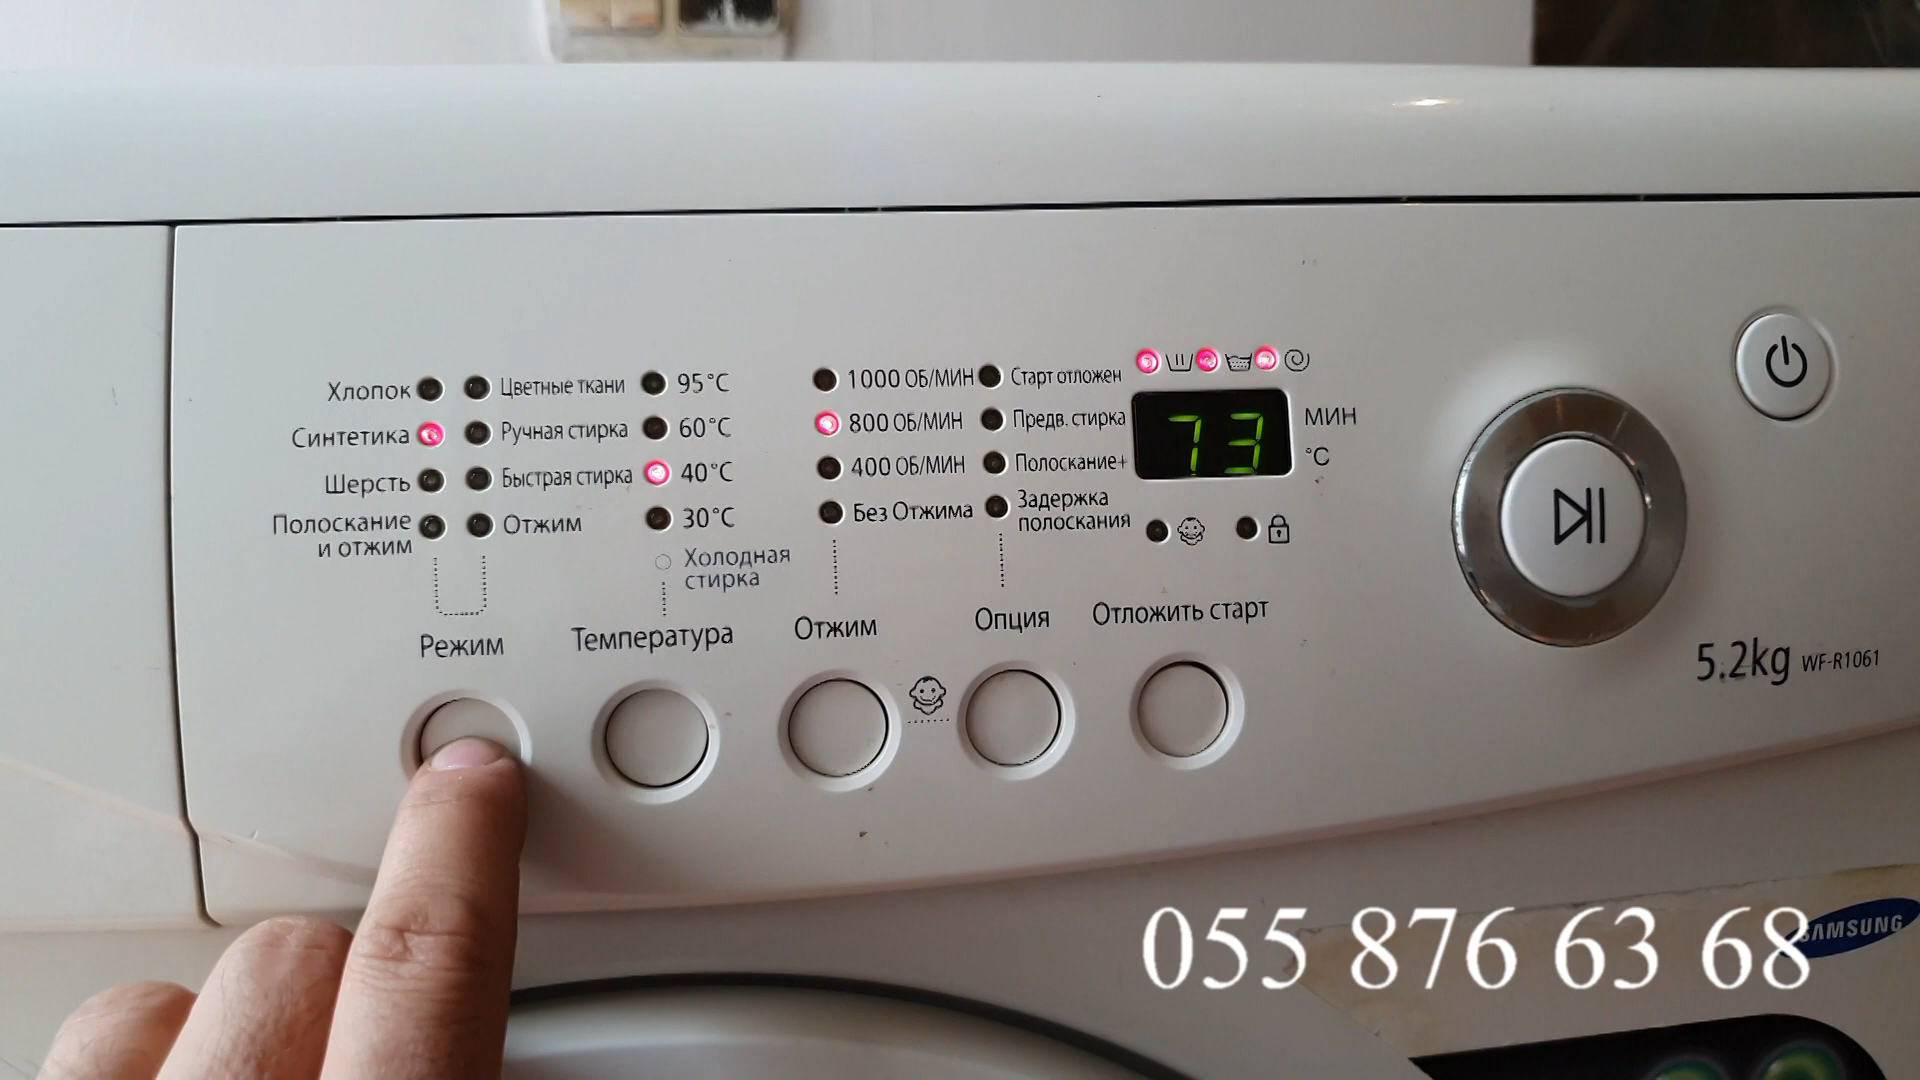 Хлопок
Синтетика
Шерсть
Полоскание
и отжим
Цветные ткани
Ручная стирка
Быстрая стирка
Отжим
Режим
95°C
60°C
40°C
30°C
Холодная
стирка
Температура
1000 ОБ/МИН
800 ОБ/МИН
400 ОБ/МИН
Без Отжима
Отжим
Старт отложен
Предв. стирка
Полоскание+
Задержка
полоскания
Опция
73
МИН
°C
Отложить старт
5.2kg WF-R1061
055 876 63 68
SAMSUNG